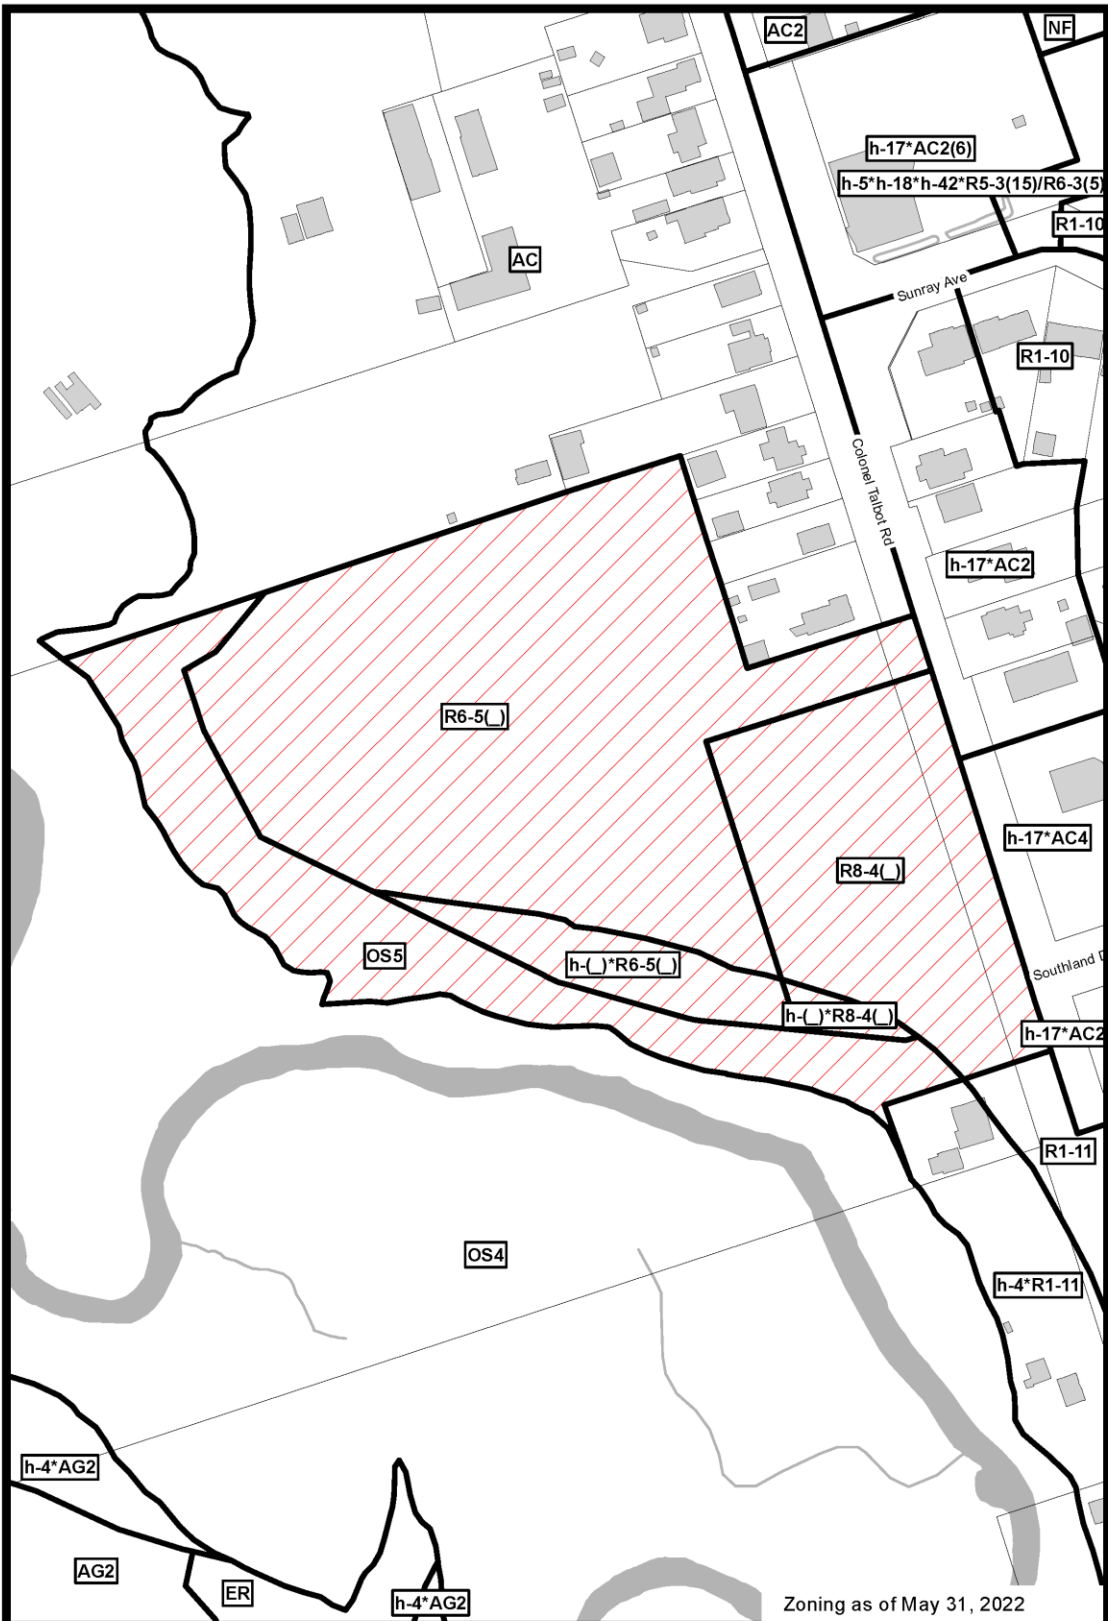 AC2
NF
h-17*AC2(6)
h-5*h-18*h-42*R5-3(15)/R6-3(5)
R1-10
AC
Sunray Ave
R1-10
Colonel Talbot Rd
h-17*AC2
R6-5(_)
h-17*AC4
R8-4(_)
OS5
h-(_)*R6-5(_)
Southland D
h-(_)*R8-4(_)
h-17*AC2
R1-11
OS4
h-4*R1-11
h-4*AG2
AG2
ER
h-4*AG2
Zoning as of May 31, 2022